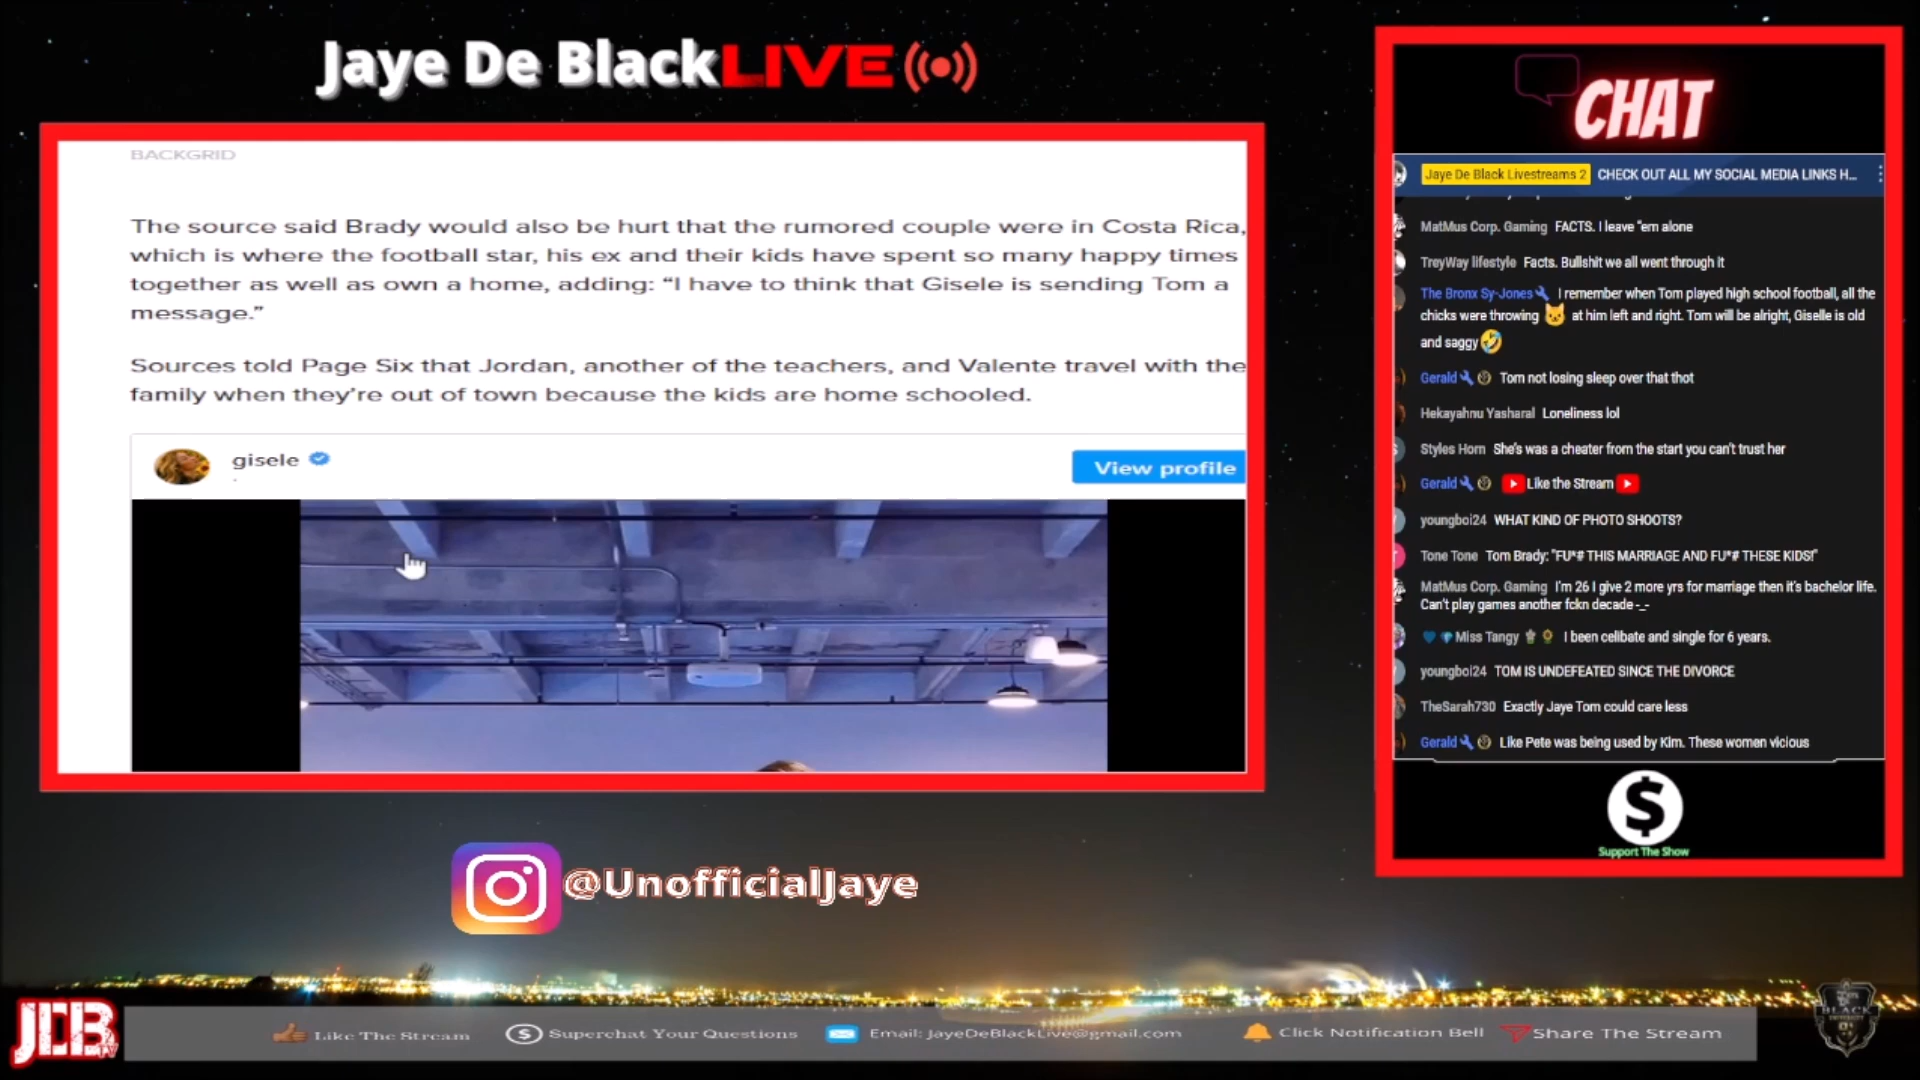 Jaye De BlackLIVE
BACKGRID
The source said Brady would also be hurt that the rumored couple were in Costa Rica,
which is where the football star, his ex and their kids have spent so many happy times
together as well as own a home, adding: “I have to think that Gisele is sending Tom a
message.”
Sources told Page Six that Jordan, another of the teachers, and Valente travel with the
family when they’re out of town because the kids are home schooled.
gisele
View profile
@UnofficialJaye
CHAT
Jaye De Black Livestreams 2 CHECK OUT ALL MY SOCIAL MEDIA LINKS H...
MatMus Corp. Gaming FACTS. I leave "em alone
TreyWay lifestyle Facts. Bullshit we all went through it
The Bronx Sy-Jones I remember when Tom played high school football, all the
chicks were throwing 🐱 at him left and right. Tom will be alright, Giselle is old
and saggy 🤣
Gerald Tom not losing sleep over that thot
Hekayahnu Yasharal Loneliness lol
Styles Horn She's was a cheater from the start you can't trust her
Gerald Like the Stream
youngboi24 WHAT KIND OF PHOTO SHOOTS?
Tone Tone Tom Brady: "FU*# THIS MARRIAGE AND FU*# THESE KIDS!"
MatMus Corp. Gaming I'm 26 I give 2 more yrs for marriage then it's bachelor life.
Can't play games another fckn decade -_-
Miss Tangy I been celibate and single for 6 years.
youngboi24 TOM IS UNDEFEATED SINCE THE DIVORCE
TheSarah730 Exactly Jaye Tom could care less
Gerald Like Pete was being used by Kim. These women vicious
$
Support The Show
JDB TV
Like The Stream
Superchat Your Questions
Email: JayeDeBlackLive@gmail.com
Click Notification Bell
Share The Stream
BLACK